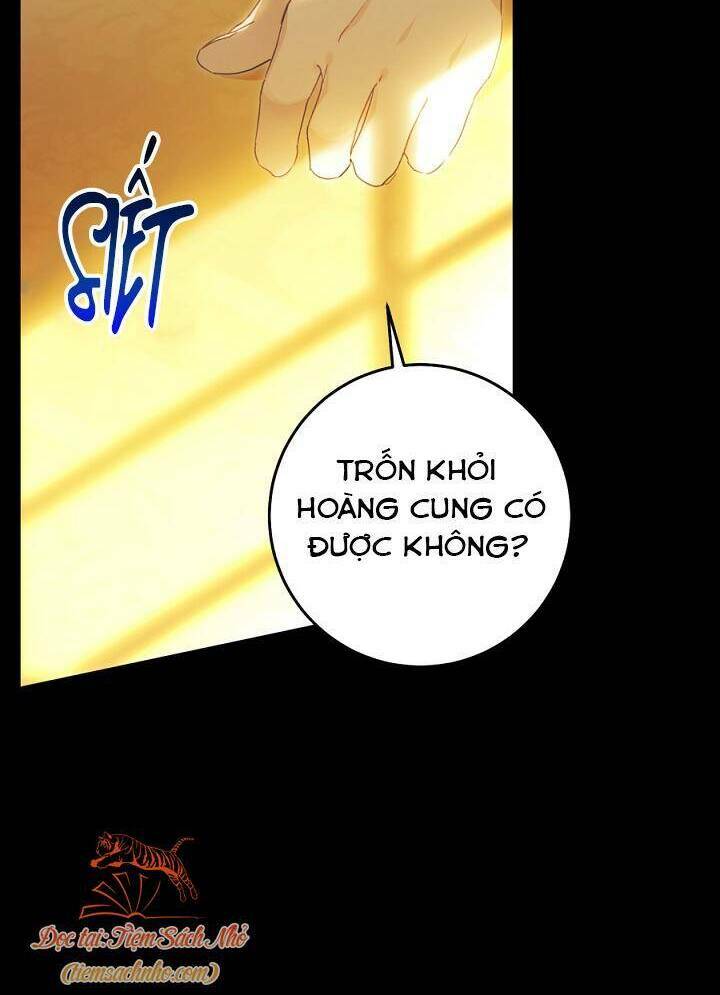 SIẾT
TRỐN KHỎI
HOÀNG CUNG CÓ
ĐƯỢC KHÔNG?
Đọc tại: Tiệm Sách Nhỏ
(tiemsachnho.com)